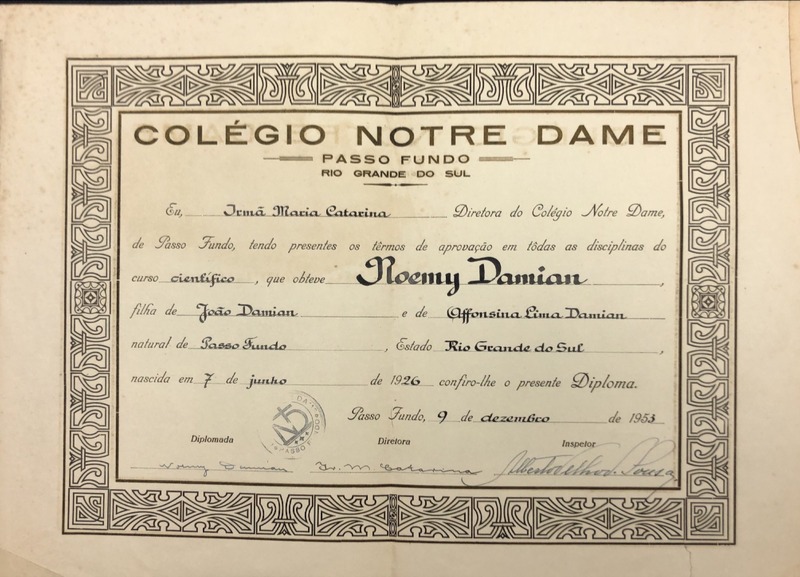 COLÉGIO NOTRE DAME
PASSO FUNDO
RIO GRANDE DO SUL
Eu, Irmã Maria Catarina Diretora do Colégio Notre Dame,
de Passo Fundo, tendo presentes os têrmos de aprovação em tôdas as disciplinas do
curso científico, que obteve Noemy Damian,
filha de João Damian e de Affonsina Lima Damian
natural de Passo Fundo, Estado Rio Grande do Sul,
nascida em 7 de junho de 1926 confiro-lhe o presente Diploma.
Passo Fundo, 9 de dezembro de 1953
Diplomada Diretora Inspetor
Noemy Damian Ir. M. Catarina Alberto Velho d. Souza